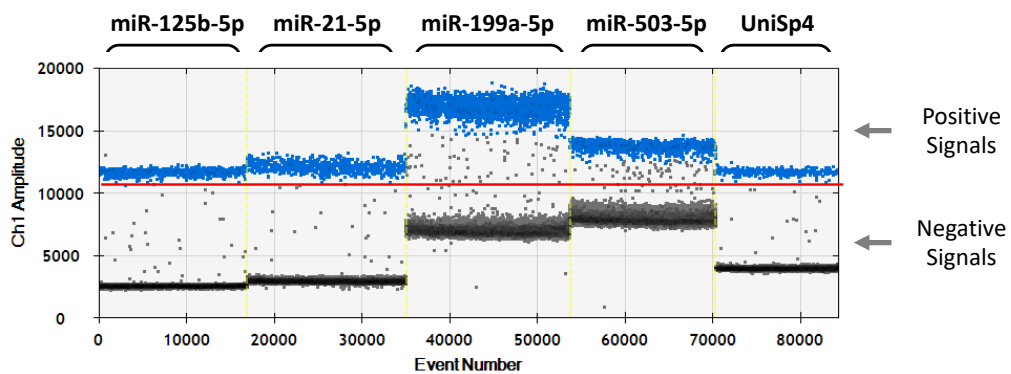 miR-125b-5p miR-21-5p miR-199a-5p miR-503-5p UniSp4
20000
15000
10000
5000
0
Ch1 Amplitude
0 10000 20000 30000 40000 50000 60000 70000 80000
Event Number
Positive
Signals
Negative
Signals